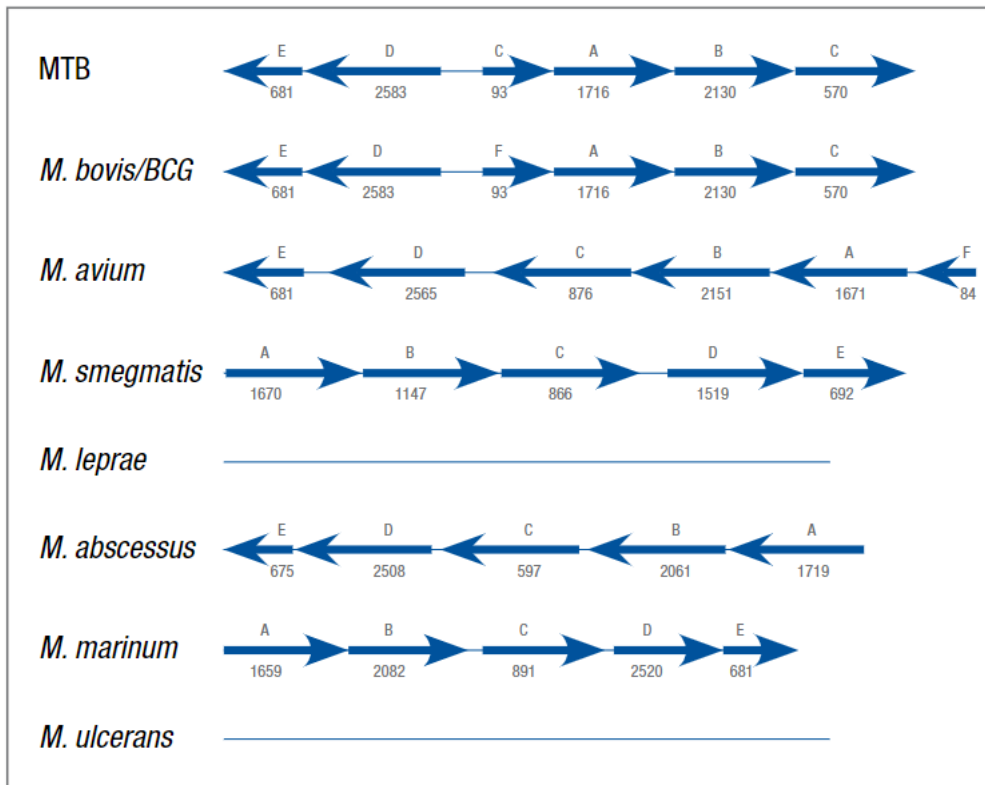 E D C A B C
MTB
681 2583 93 1716 2130 570
E D F A B C
M. bovis/BCG
681 2583 93 1716 2130 570
E D C B A F
M. avium
681 2565 876 2151 1671 84
A B C D E
M. smegmatis
1670 1147 866 1519 692
M. leprae
E D C B A
M. abscessus
675 2508 597 2061 1719
A B C D E
M. marinum
1659 2082 891 2520 681
M. ulcerans